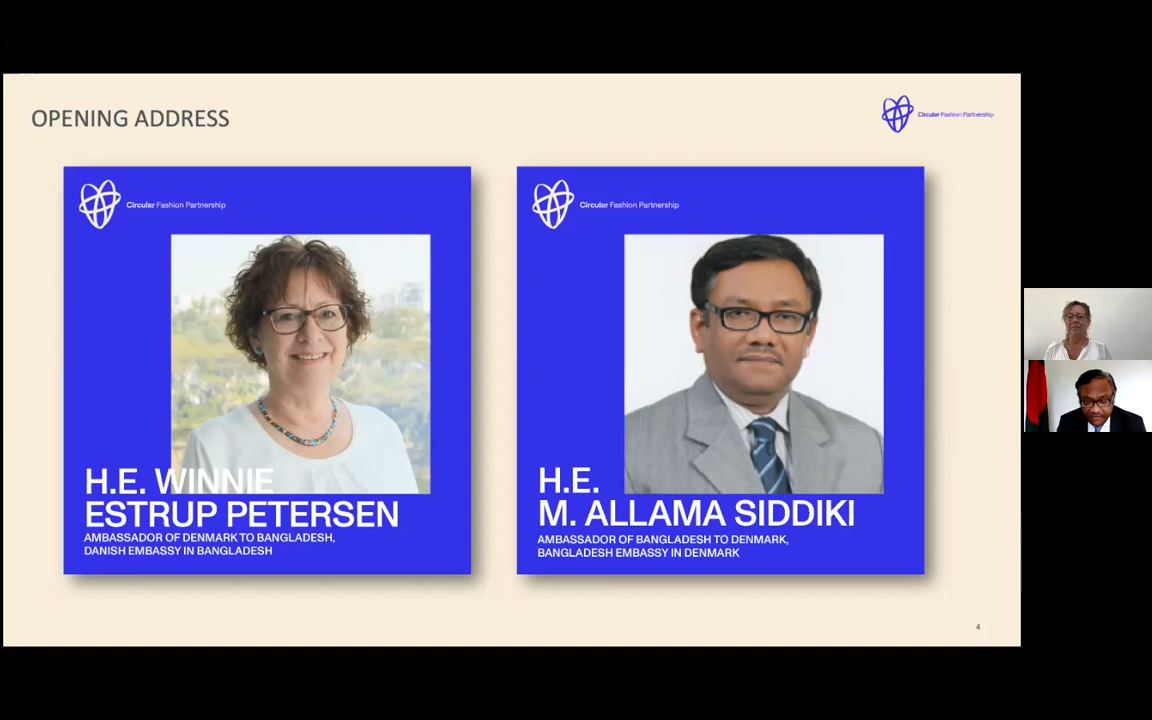 OPENING ADDRESS
Circular Fashion Partnership
Circular Fashion Partnership
H.E. WINNIE
ESTRUP PETERSEN
AMBASSADOR OF DENMARK TO BANGLADESH,
DANISH EMBASSY IN BANGLADESH
Circular Fashion Partnership
H.E.
M. ALLAMA SIDDIKI
AMBASSADOR OF BANGLADESH TO DENMARK,
BANGLADESH EMBASSY IN DENMARK
4